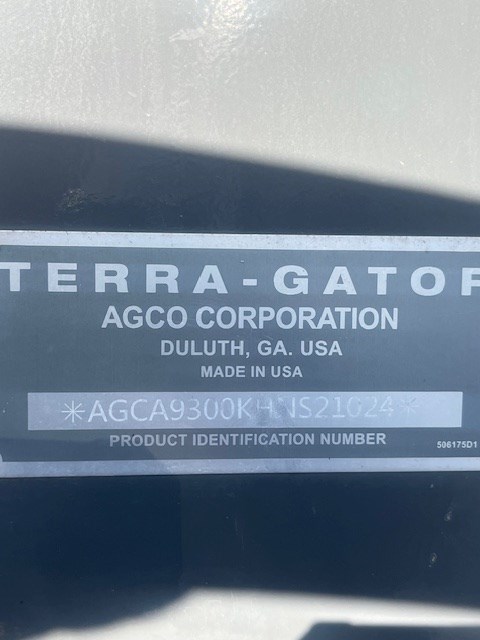 TERRA-GATOR
AGCO CORPORATION
DULUTH, GA. USA
MADE IN USA
*AGCA9300KHNS21024*
PRODUCT IDENTIFICATION NUMBER
506175D1